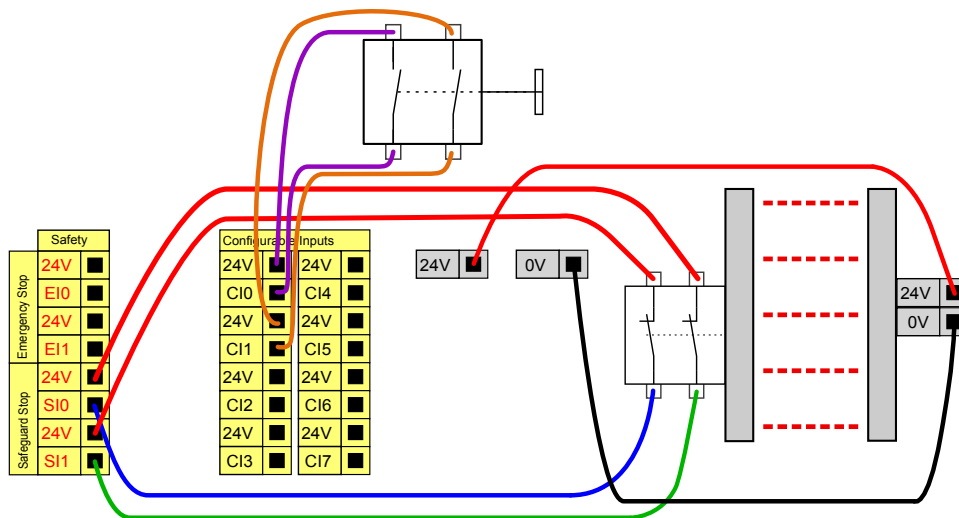 Safety
Emergency Stop
24V
EI0
24V
EI1
Safeguard Stop
24V
SI0
24V
SI1
Configurable Inputs
24V 24V
CI0 CI4
24V 24V
CI1 CI5
24V 24V
CI2 CI6
24V 24V
CI3 CI7
24V 0V
24V
0V